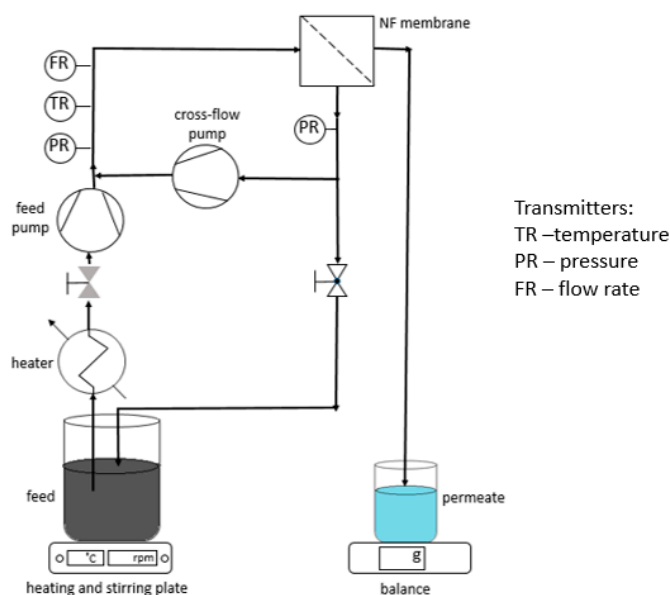 NF membrane
FR
TR
cross-flow
pump
PR
PR
feed
pump
Transmitters:
TR –temperature
PR – pressure
FR – flow rate
heater
feed
permeate
°C
rpm
g
heating and stirring plate
balance